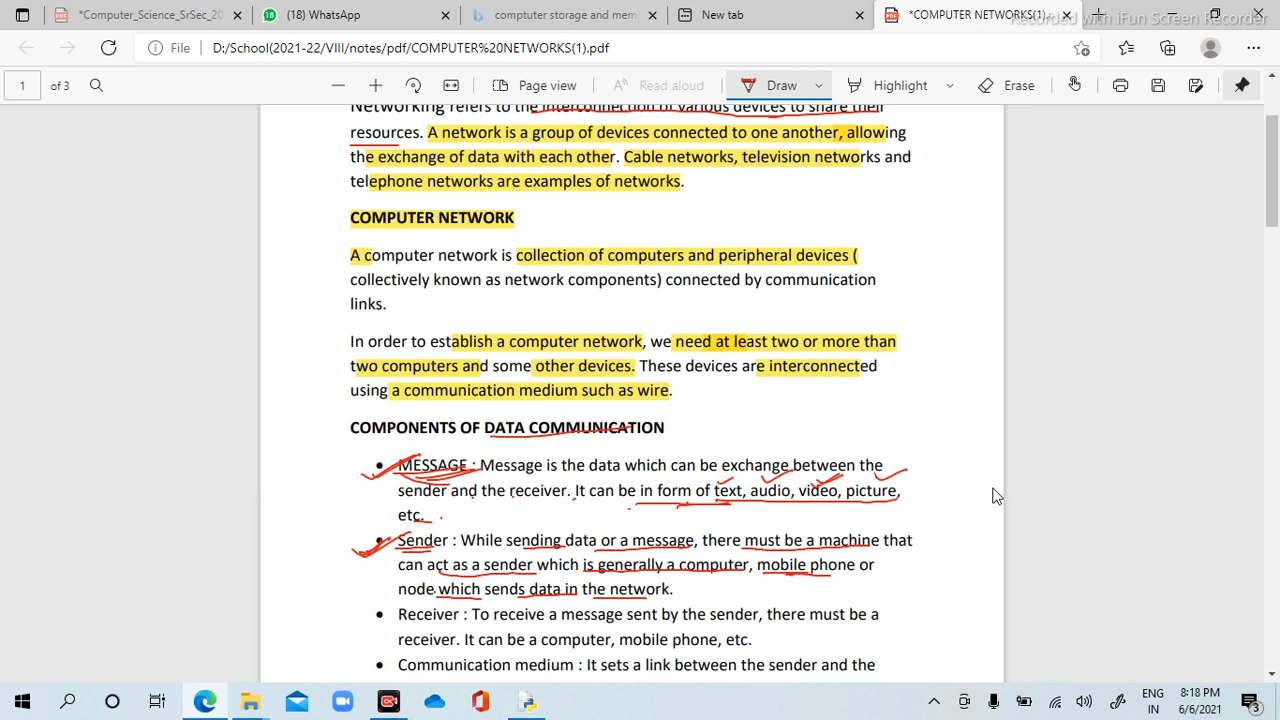 *Computer_Science_Sec_20
(18) WhatsApp
computer storage and mem
New tab
*COMPUTER NETWORKS(1).
Recorded with iFun Screen Recorder
File
D:/School(2021-22/VIII/notes/pdf/COMPUTER%20NETWORKS(1).pdf
1 of 3
Page view
Read aloud
Draw
Highlight
Erase
Networking refers to the interconnection of various devices to share their
resources. A network is a group of devices connected to one another, allowing
the exchange of data with each other. Cable networks, television networks and
telephone networks are examples of networks.
COMPUTER NETWORK
A computer network is collection of computers and peripheral devices (
collectively known as network components) connected by communication
links.
In order to establish a computer network, we need at least two or more than
two computers and some other devices. These devices are interconnected
using a communication medium such as wire.
COMPONENTS OF DATA COMMUNICATION
• MESSAGE : Message is the data which can be exchange between the
sender and the receiver. It can be in form of text, audio, video, picture,
etc.
• Sender : While sending data or a message, there must be a machine that
can act as a sender which is generally a computer, mobile phone or
node which sends data in the network.
• Receiver : To receive a message sent by the sender, there must be a
receiver. It can be a computer, mobile phone, etc.
• Communication medium : It sets a link between the sender and the
ENG
IN
8:18 PM
6/6/2021
3